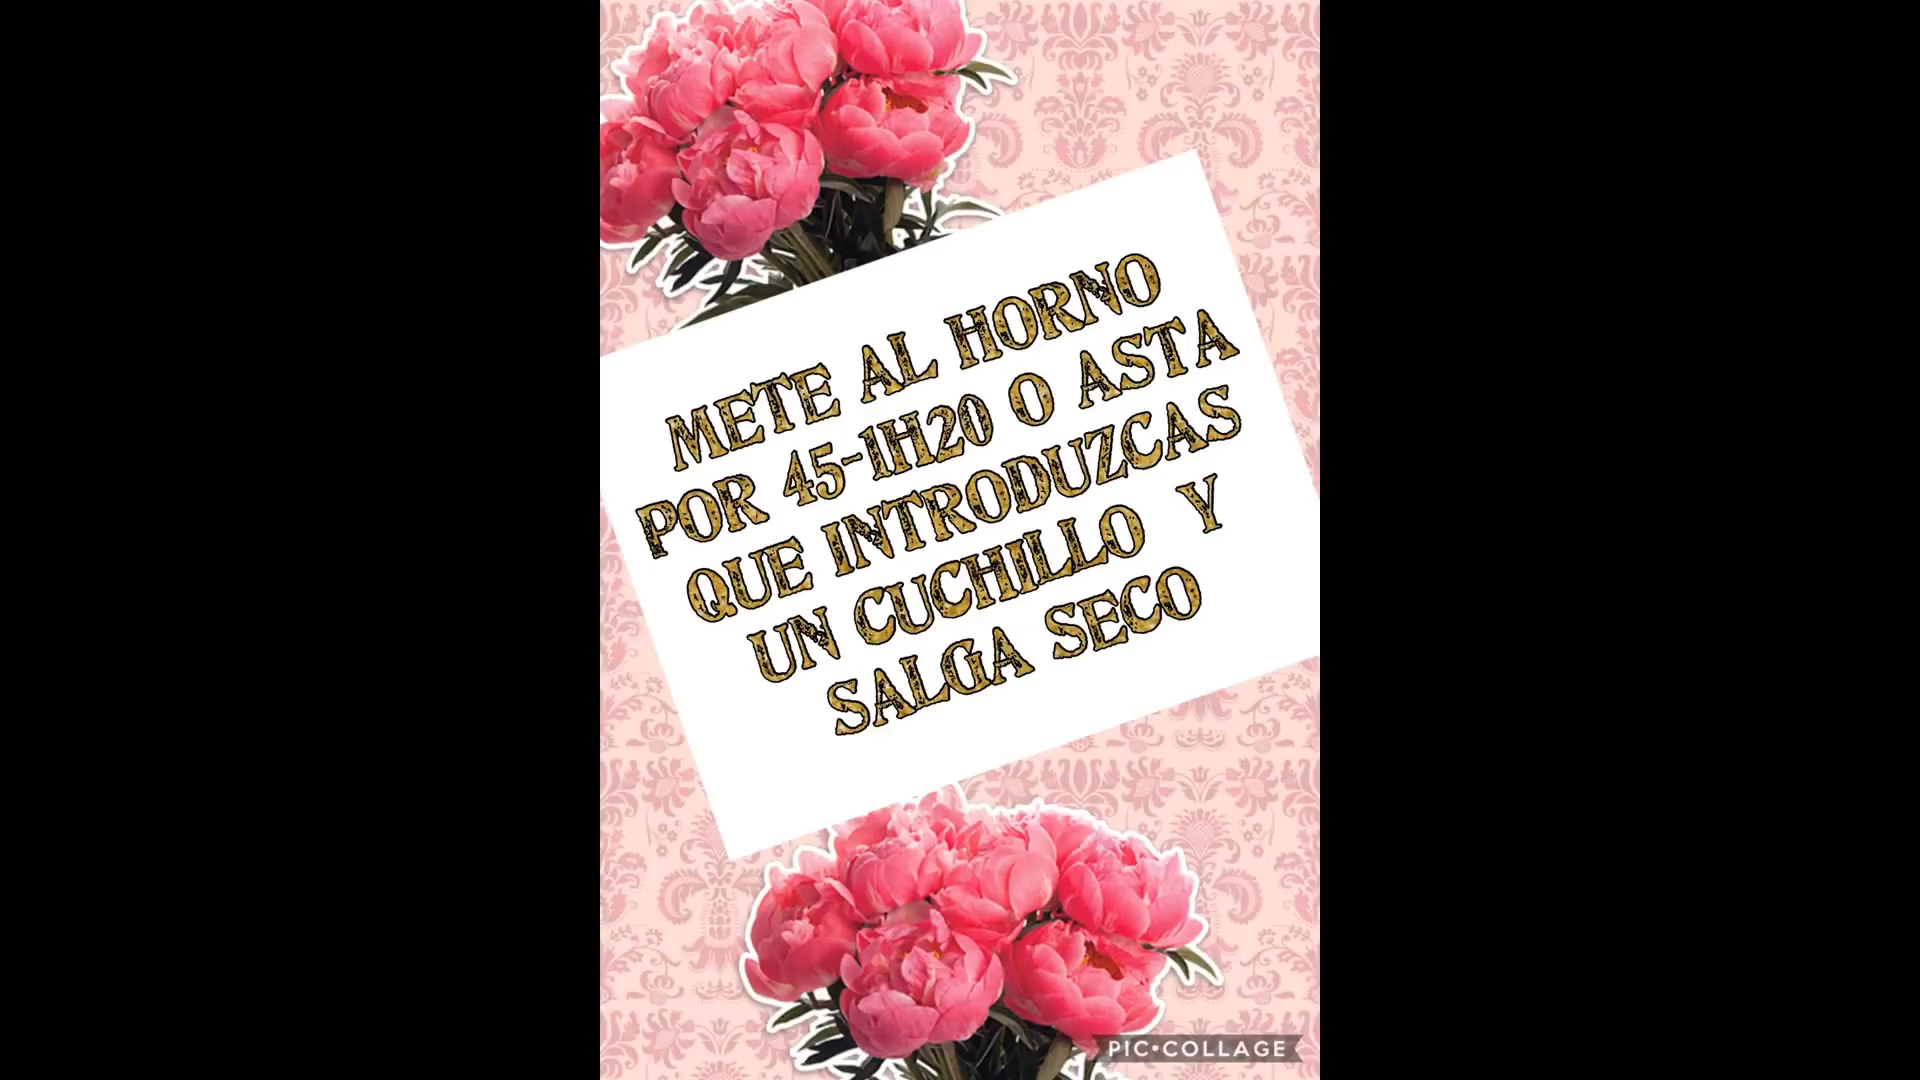 METE AL HORNO
POR 45-1H20 O ASTA
QUE INTRODUZCAS
UN CUCHILLO Y
SALGA SECO
PIC•COLLAGE